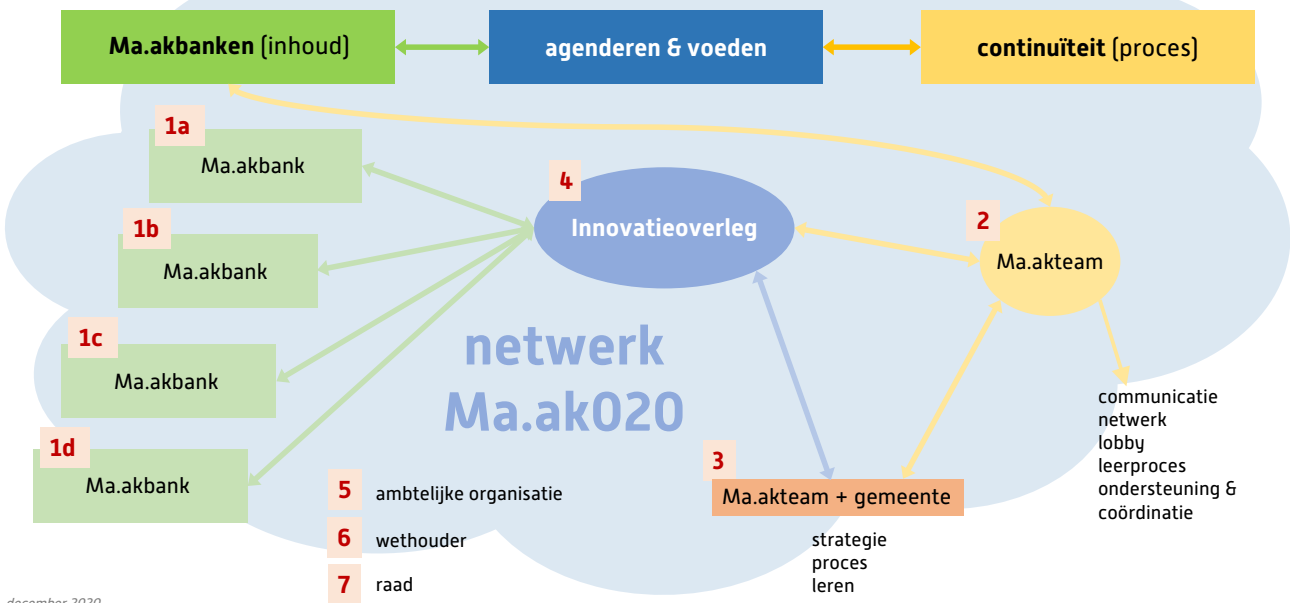 Ma.akbanken (inhoud)
agenderen & voeden
continuïteit (proces)
1a
Ma.akbank
1b
Ma.akbank
1c
Ma.akbank
1d
Ma.akbank
4
Innovatieoverleg
2
Ma.akteam
netwerk
Ma.ak020
communicatie
netwerk
lobby
leerproces
ondersteuning &
coördinatie
3
Ma.akteam + gemeente
strategie
proces
leren
5 ambtelijke organisatie
6 wethouder
7 raad
december 2020